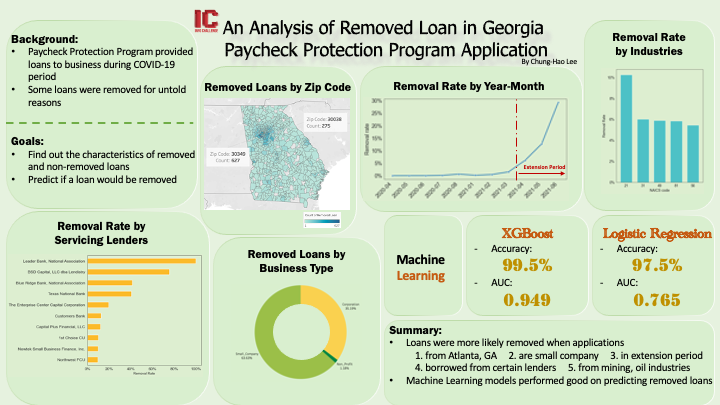 IC
An Analysis of Removed Loan in Georgia
Paycheck Protection Program Application
By Chung-Hao Lee
Background:
• Paycheck Protection Program provided
loans to business during COVID-19
period
• Some loans were removed for untold
reasons
Goals:
• Find out the characteristics of removed
and non-removed loans
• Predict if a loan would be removed
Removed Loans by Zip Code
Zip Code: 30038
Count: 275
Zip Code: 30349
Count: 627
Removal Rate by Year-Month
Removal rate
30%
25%
20%
15%
10%
5%
0%
Extension Period
2020-04
2020-05
2020-06
2020-07
2020-08
2021-01
2021-02
2021-03
2021-04
2021-05
2021-06
Removal Rate
by Industries
Removal Rate
10%
8%
6%
4%
2%
0%
21
NAICS code
Removal Rate by
Servicing Lenders
Leader Bank, National Association
BSD Capital, LLC dba Lendistry
Blue Ridge Bank, National Association
Texas National Bank
The Enterprise Center Capital Corporation
Customers Bank
Capital Plus Financial, LLC
1st Choice CU
Newtek Small Business Finance, Inc.
Northwest FCU
0%
20%
40%
60%
80%
100%
Removal Rate
Removed Loans by
Business Type
Corporation
Small_Company
Non_Profit
Machine
Learning
XGBoost
- Accuracy:
99.5%
- AUC:
0.949
Logistic Regression
- Accuracy:
97.5%
- AUC:
0.765
Summary:
• Loans were more likely removed when applications
1. from Atlanta, GA 2. are small company 3. in extension period
4. borrowed from certain lenders 5. from mining, oil industries
• Machine Learning models performed good on predicting removed loans